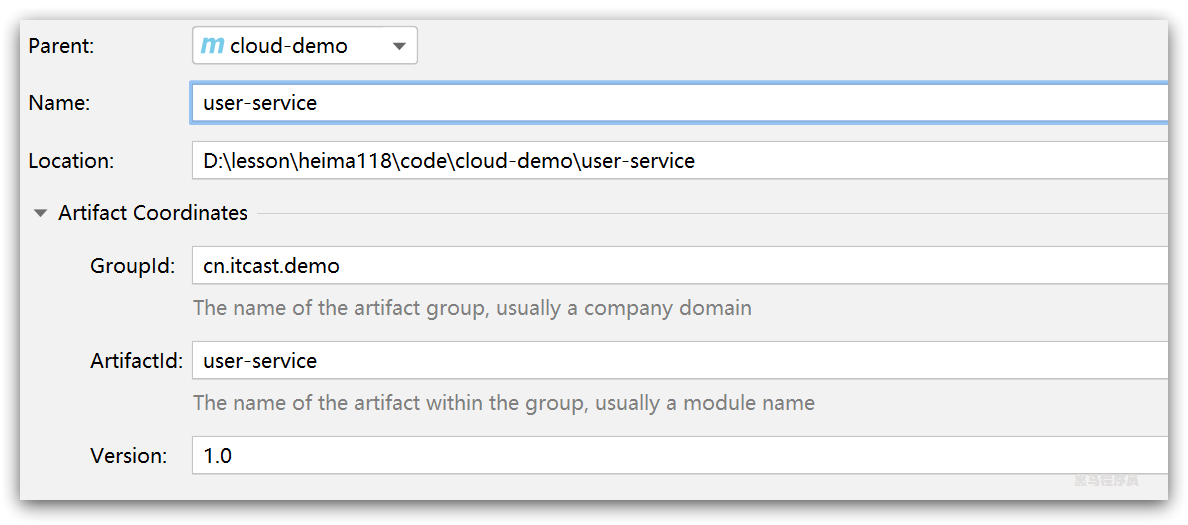 Parent:
m cloud-demo
Name:
user-service
Location:
D:\lesson\heima118\code\cloud-demo\user-service
Artifact Coordinates
GroupId:
cn.itcast.demo
The name of the artifact group, usually a company domain
ArtifactId:
user-service
The name of the artifact within the group, usually a module name
Version:
1.0
黑马程序员